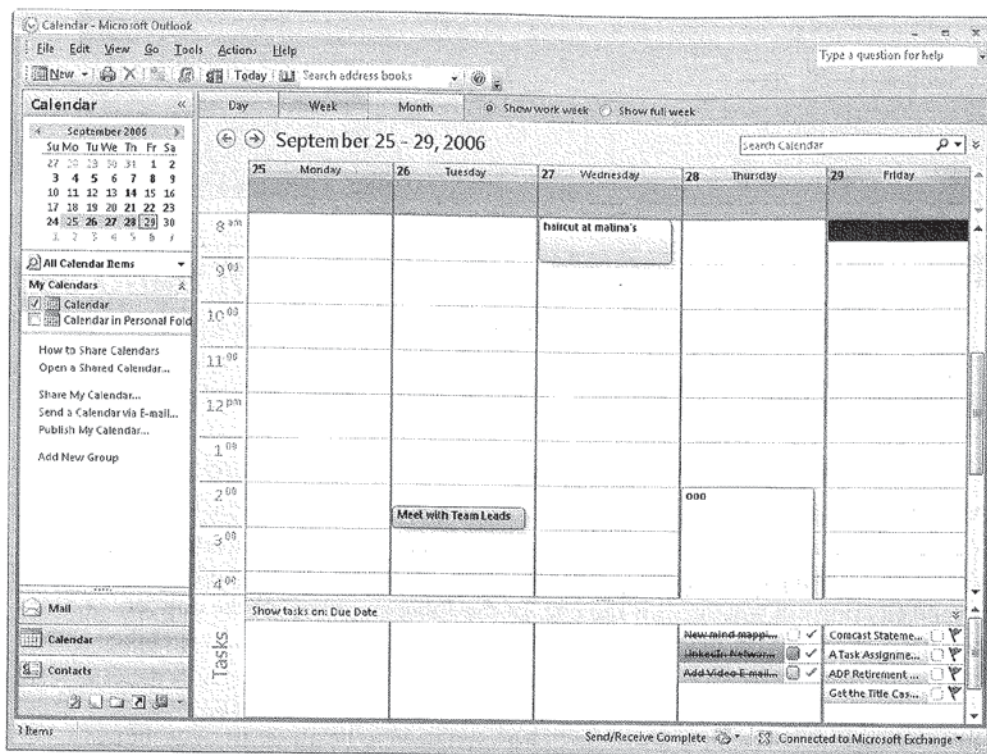 Calendar - Microsoft Outlook
File Edit View Go Tools Actions Help
Type a question for help
New Today Search address books
Calendar «
Day Week Month Show work week Show full week
September 2006
Su Mo Tu We Th Fr Sa
27 28 29 30 31 1 2
3 4 5 6 7 8 9
10 11 12 13 14 15 16
17 18 19 20 21 22 23
24 25 26 27 28 29 30
1 2 3 4 5 6 7
September 25 - 29, 2006
Search Calendar
25 Monday 26 Tuesday 27 Wednesday 28 Thursday 29 Friday
All Calendar Items
My Calendars
Calendar
Calendar in Personal Fold
How to Share Calendars
Open a Shared Calendar...
Share My Calendar...
Send a Calendar via E-mail...
Publish My Calendar...
Add New Group
8 am
haircut at malina's
9 00
10 00
11 00
12 pm
1 00
2 00
ooo
Meet with Team Leads
3 00
4 00
Mail
Calendar
Contacts
Show tasks on: Due Date
Tasks
New mind mappi...
LinkedIn Networ...
Add Video E-mail...
Comcast Stateme...
A Task Assignme...
ADP Retirement ...
Get the Title Cas...
3 Items
Send/Receive Complete Connected to Microsoft Exchange